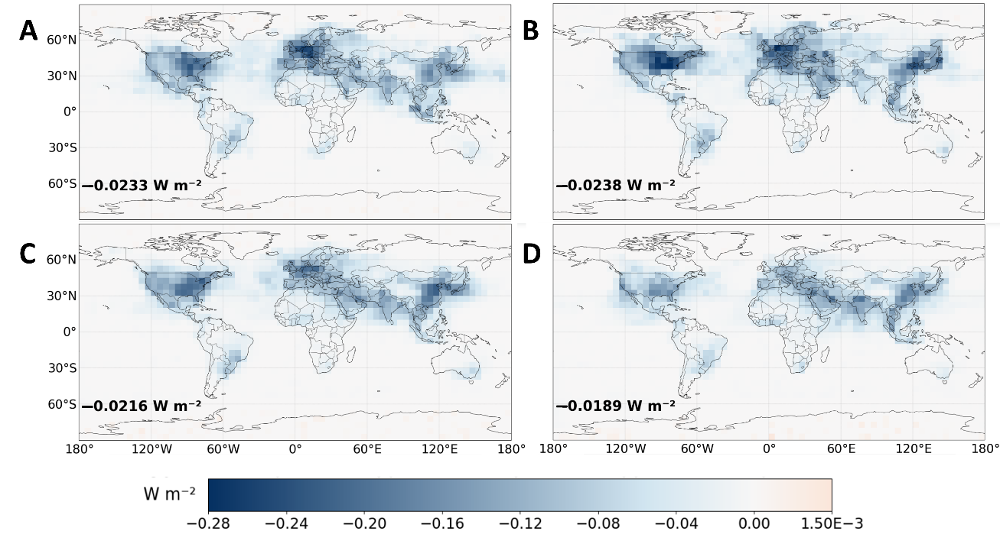 A
B
60°N
30°N
0°
30°S
60°S
−0.0233 W m⁻²
−0.0238 W m⁻²
C
D
60°N
30°N
0°
30°S
60°S
−0.0216 W m⁻²
−0.0189 W m⁻²
180° 120°W 60°W 0° 60°E 120°E 180° 120°W 60°W 0° 60°E 120°E 180°
W m⁻²
−0.28 −0.24 −0.20 −0.16 −0.12 −0.08 −0.04 0.00 1.50E−3